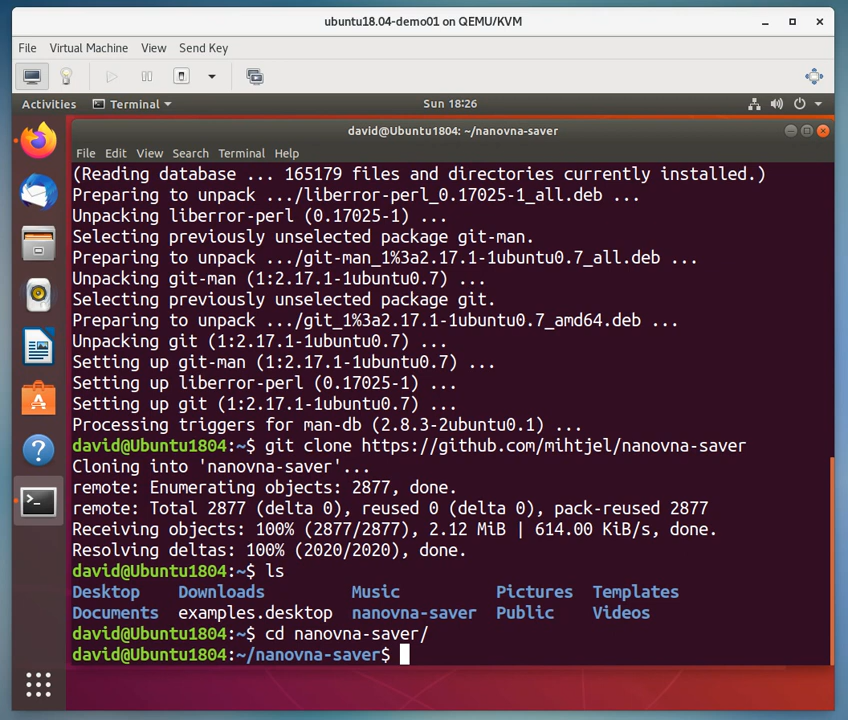 ubuntu18.04-demo01 on QEMU/KVM
File Virtual Machine View Send Key
Activities Terminal Sun 18:26
david@Ubuntu1804: ~/nanovna-saver
File Edit View Search Terminal Help
(Reading database ... 165179 files and directories currently installed.)
Preparing to unpack .../liberror-perl_0.17025-1_all.deb ...
Unpacking liberror-perl (0.17025-1) ...
Selecting previously unselected package git-man.
Preparing to unpack .../git-man_1%3a2.17.1-1ubuntu0.7_all.deb ...
Unpacking git-man (1:2.17.1-1ubuntu0.7) ...
Selecting previously unselected package git.
Preparing to unpack .../git_1%3a2.17.1-1ubuntu0.7_amd64.deb ...
Unpacking git (1:2.17.1-1ubuntu0.7) ...
Setting up git-man (1:2.17.1-1ubuntu0.7) ...
Setting up liberror-perl (0.17025-1) ...
Setting up git (1:2.17.1-1ubuntu0.7) ...
Processing triggers for man-db (2.8.3-2ubuntu0.1) ...
david@Ubuntu1804:~$ git clone https://github.com/mihtjel/nanovna-saver
Cloning into 'nanovna-saver'...
remote: Enumerating objects: 2877, done.
remote: Total 2877 (delta 0), reused 0 (delta 0), pack-reused 2877
Receiving objects: 100% (2877/2877), 2.12 MiB | 614.00 KiB/s, done.
Resolving deltas: 100% (2020/2020), done.
david@Ubuntu1804:~$ ls
Desktop Downloads Music Pictures Templates
Documents examples.desktop nanovna-saver Public Videos
david@Ubuntu1804:~$ cd nanovna-saver/
david@Ubuntu1804:~/nanovna-saver$